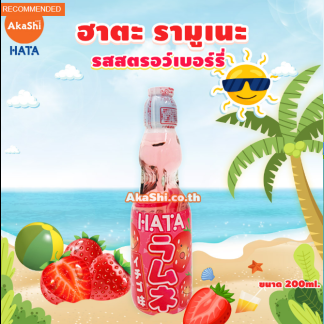 RECOMMENDED
AkaShi
HATA
ฮาตะ รามูเนะ
รสสตรอว์เบอร์รี่
AkaShi.co.th
HATA
ラムネ
イチゴ味
ขนาด 200ml.